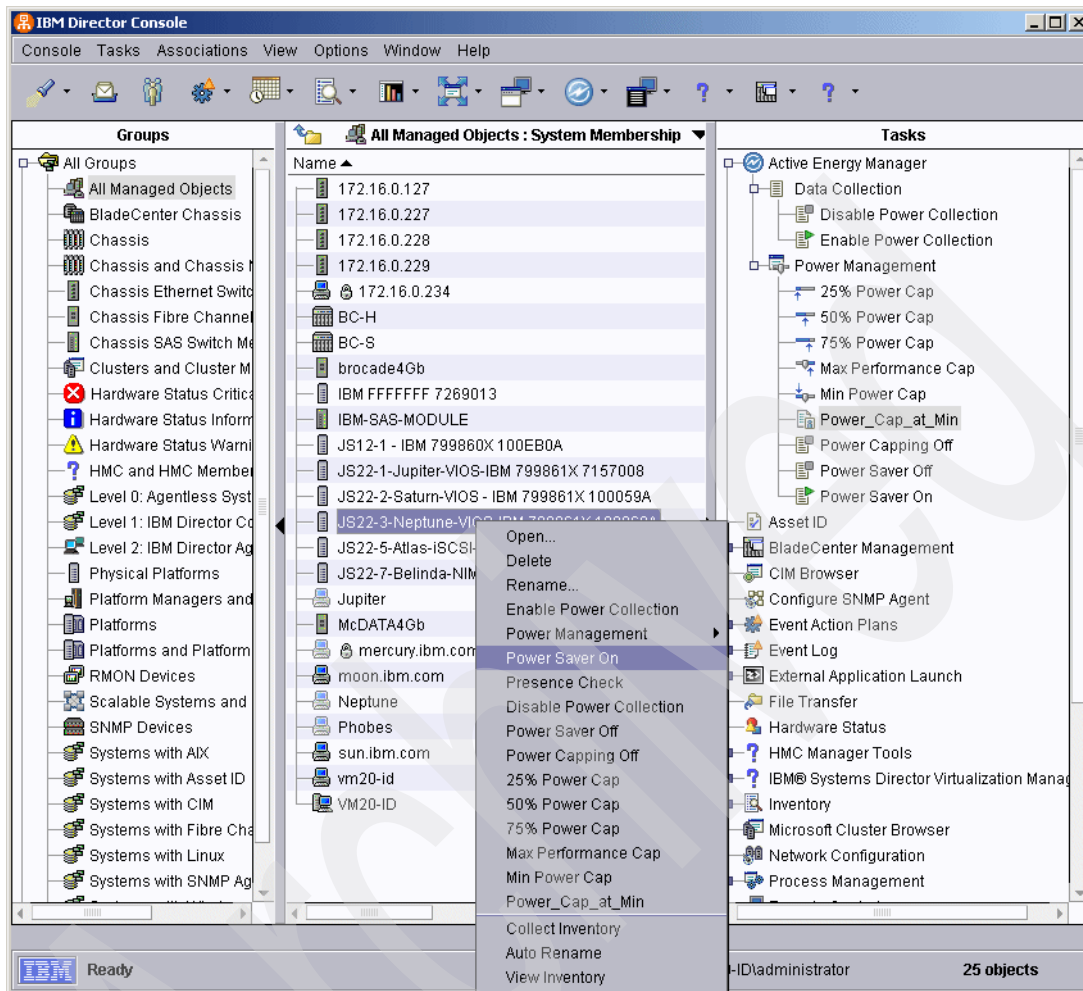 IBM Director Console
Console Tasks Associations View Options Window Help
Groups
All Groups
All Managed Objects
BladeCenter Chassis
Chassis
Chassis and Chassis
Chassis Ethernet Switc
Chassis Fibre Channel
Chassis SAS Switch Mo
Clusters and Cluster M
Hardware Status Critica
Hardware Status Inform
Hardware Status Warni
HMC and HMC Member
Level 0: Agentless Syst
Level 1: IBM Director Co
Level 2: IBM Director Ag
Physical Platforms
Platform Managers and
Platforms
Platforms and Platform
RMON Devices
Scalable Systems and
SNMP Devices
Systems with AIX
Systems with Asset ID
Systems with CIM
Systems with Fibre Cha
Systems with Linux
Systems with SNMP Ag
All Managed Objects : System Membership
Name
172.16.0.127
172.16.0.227
172.16.0.228
172.16.0.229
172.16.0.234
BC-H
BC-S
brocade4Gb
IBM FFFFFFF 7269013
IBM-SAS-MODULE
JS12-1 - IBM 799860X 100EB0A
JS22-1-Jupiter-VIOS-IBM 799861X 7157008
JS22-2-Saturn-VIOS - IBM 799861X 100059A
JS22-3-Neptune-VIOS-IBM 799861X
JS22-5-Atlas-iSCSI-
JS22-7-Belinda-NIM
Jupiter
McDATA4Gb
mercury.ibm.com
moon.ibm.com
Neptune
Phobes
sun.ibm.com
vm20-id
VM20-ID
Open...
Delete
Rename...
Enable Power Collection
Power Management
Power Saver On
Presence Check
Disable Power Collection
Power Saver Off
Power Capping Off
25% Power Cap
50% Power Cap
75% Power Cap
Max Performance Cap
Min Power Cap
Power_Cap_at_Min
Collect Inventory
Auto Rename
View Inventory
Tasks
Active Energy Manager
Data Collection
Disable Power Collection
Enable Power Collection
Power Management
25% Power Cap
50% Power Cap
75% Power Cap
Max Performance Cap
Min Power Cap
Power_Cap_at_Min
Power Capping Off
Power Saver Off
Power Saver On
Asset ID
BladeCenter Management
CIM Browser
Configure SNMP Agent
Event Action Plans
Event Log
External Application Launch
File Transfer
Hardware Status
HMC Manager Tools
IBM® Systems Director Virtualization Manag
Inventory
Microsoft Cluster Browser
Network Configuration
Process Management
IBM Ready
-ID\administrator
25 objects